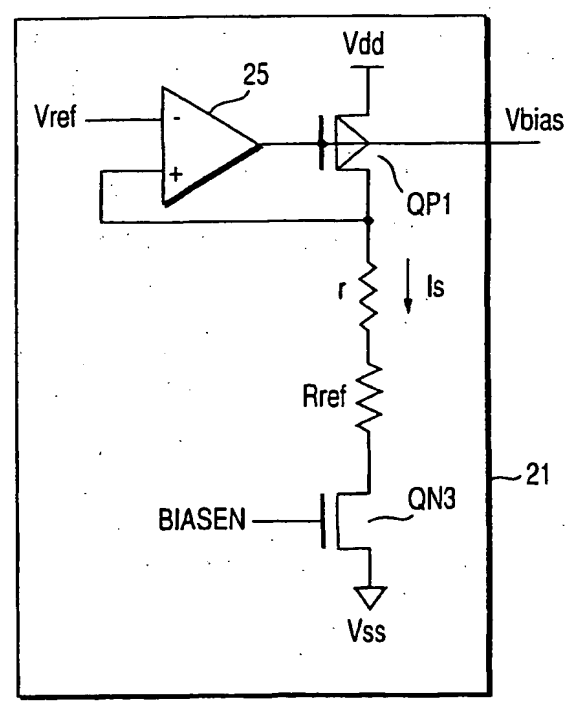 Vdd
25
Vref
Vbias
-
+
QP1
r
Is
Rref
21
QN3
BIASEN
Vss